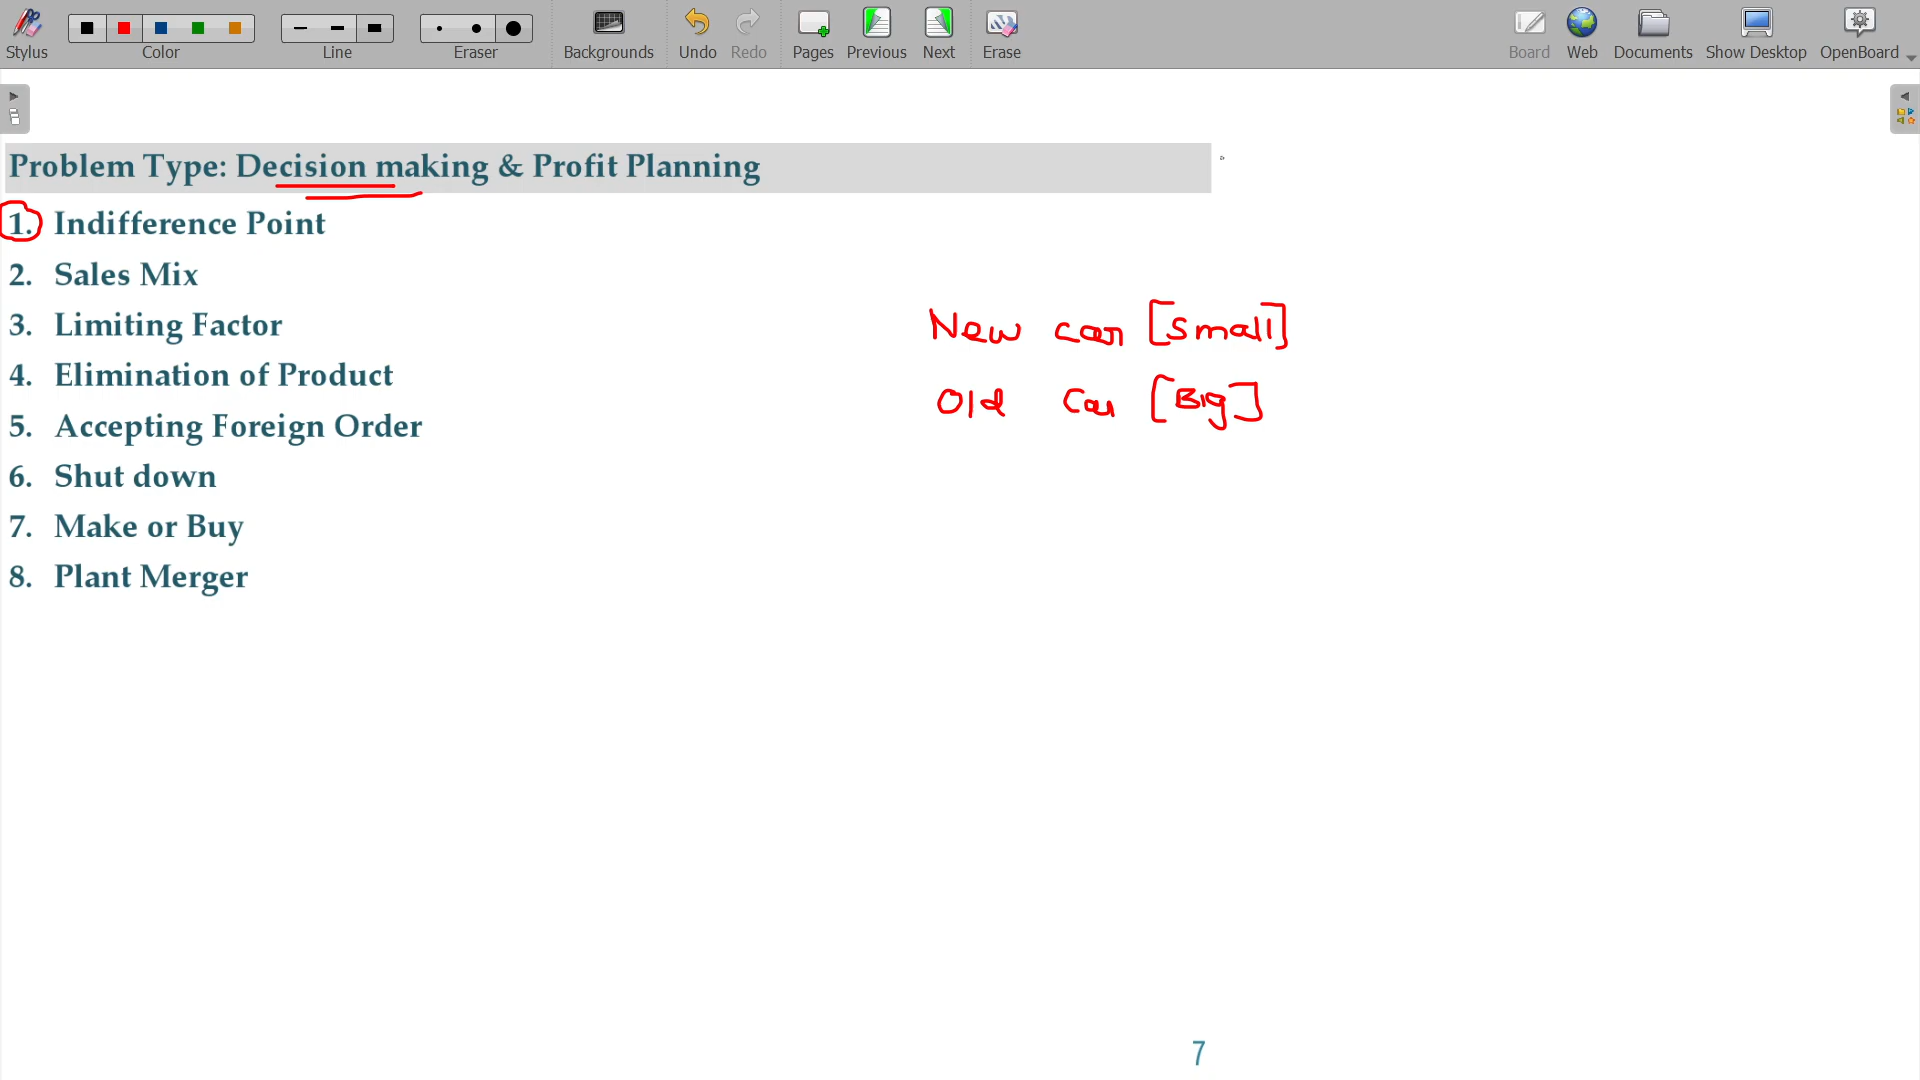 Stylus Color Line Eraser Backgrounds Undo Redo Pages Previous Next Erase Board Web Documents Show Desktop OpenBoard
Problem Type: Decision making & Profit Planning
1. Indifference Point
2. Sales Mix
3. Limiting Factor
4. Elimination of Product
5. Accepting Foreign Order
6. Shut down
7. Make or Buy
8. Plant Merger
New car [Small]
Old Car [Big]
7